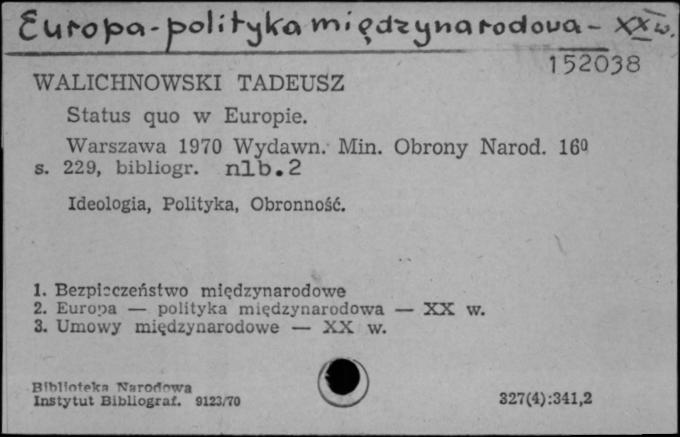 Europa-polityka międzynarodowa - XX w.
152038
WALICHNOWSKI TADEUSZ
Status quo w Europie.
Warszawa 1970 Wydawn. Min. Obrony Narod. 16º
s. 229, bibliogr. nlb.2
Ideologia, Polityka, Obronność.
1. Bezpieczeństwo międzynarodowe
2. Europa — polityka międzynarodowa — XX w.
3. Umowy międzynarodowe — XX w.
Biblioteka Narodowa
Instytut Bibliograf. 9123/70
327(4):341,2